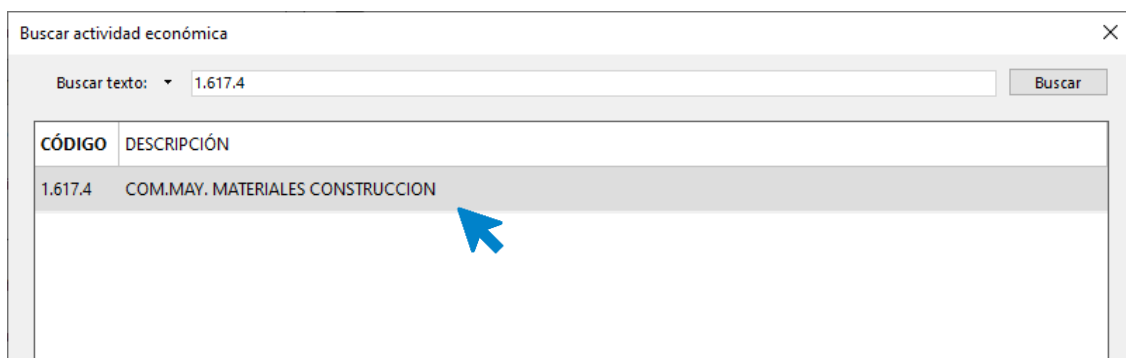 Buscar actividad económica
Buscar texto: 1.617.4 Buscar
CÓDIGO DESCRIPCIÓN
1.617.4 COM.MAY. MATERIALES CONSTRUCCION